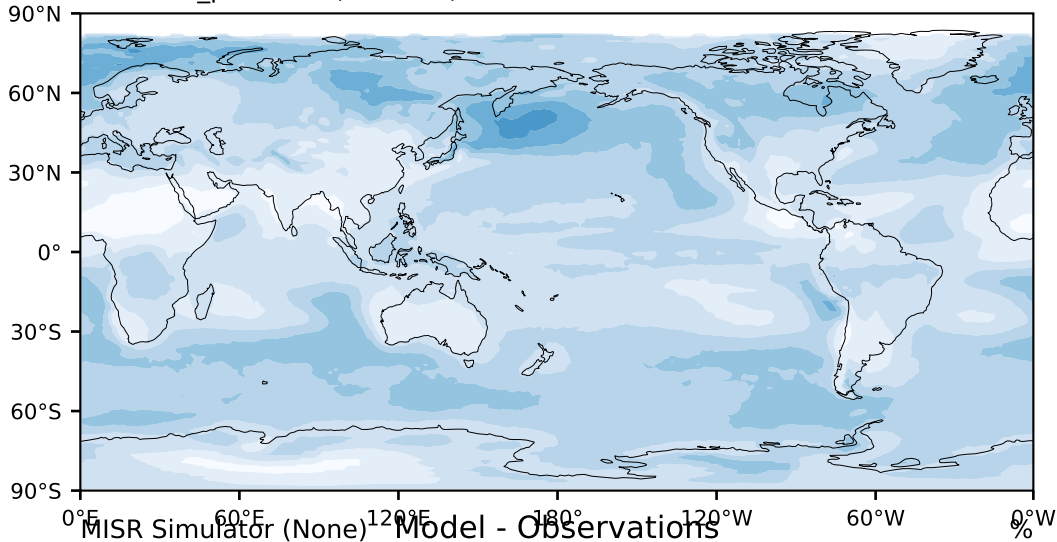 90°N
60°N
30°N
0°
30°S
60°S
90°S
0°E 60°E 120°E 180° 120°W 60°W 0°W
MISR Simulator (None) Model - Observations %